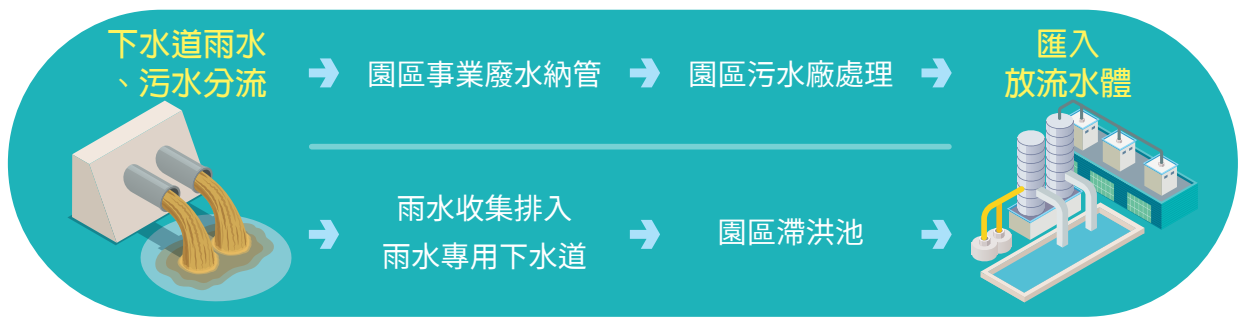 下水道雨水
、污水分流
園區事業廢水納管
園區污水廠處理
匯入
放流水體
雨水收集排入
雨水專用下水道
園區滯洪池